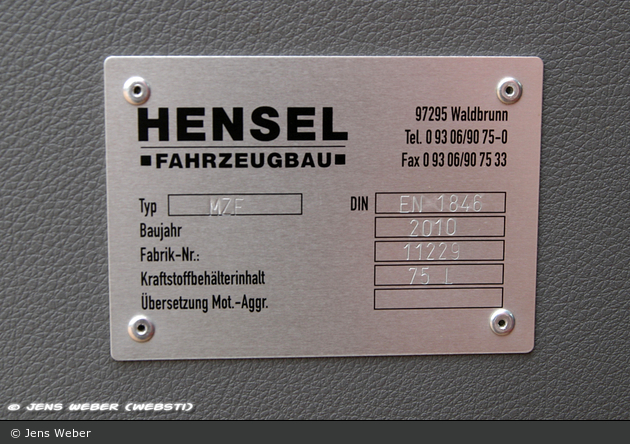 HENSEL
FAHRZEUGBAU
97295 Waldbrunn
Tel. 0 93 06/90 75-0
Fax 0 93 06/90 75 33
Typ MZF DIN EN 1846
Baujahr 2010
Fabrik-Nr.: 11229
Kraftstoffbehälterinhalt 75 L
Übersetzung Mot.-Aggr.
© JENS WEBER (WEBSTI)
© Jens Weber